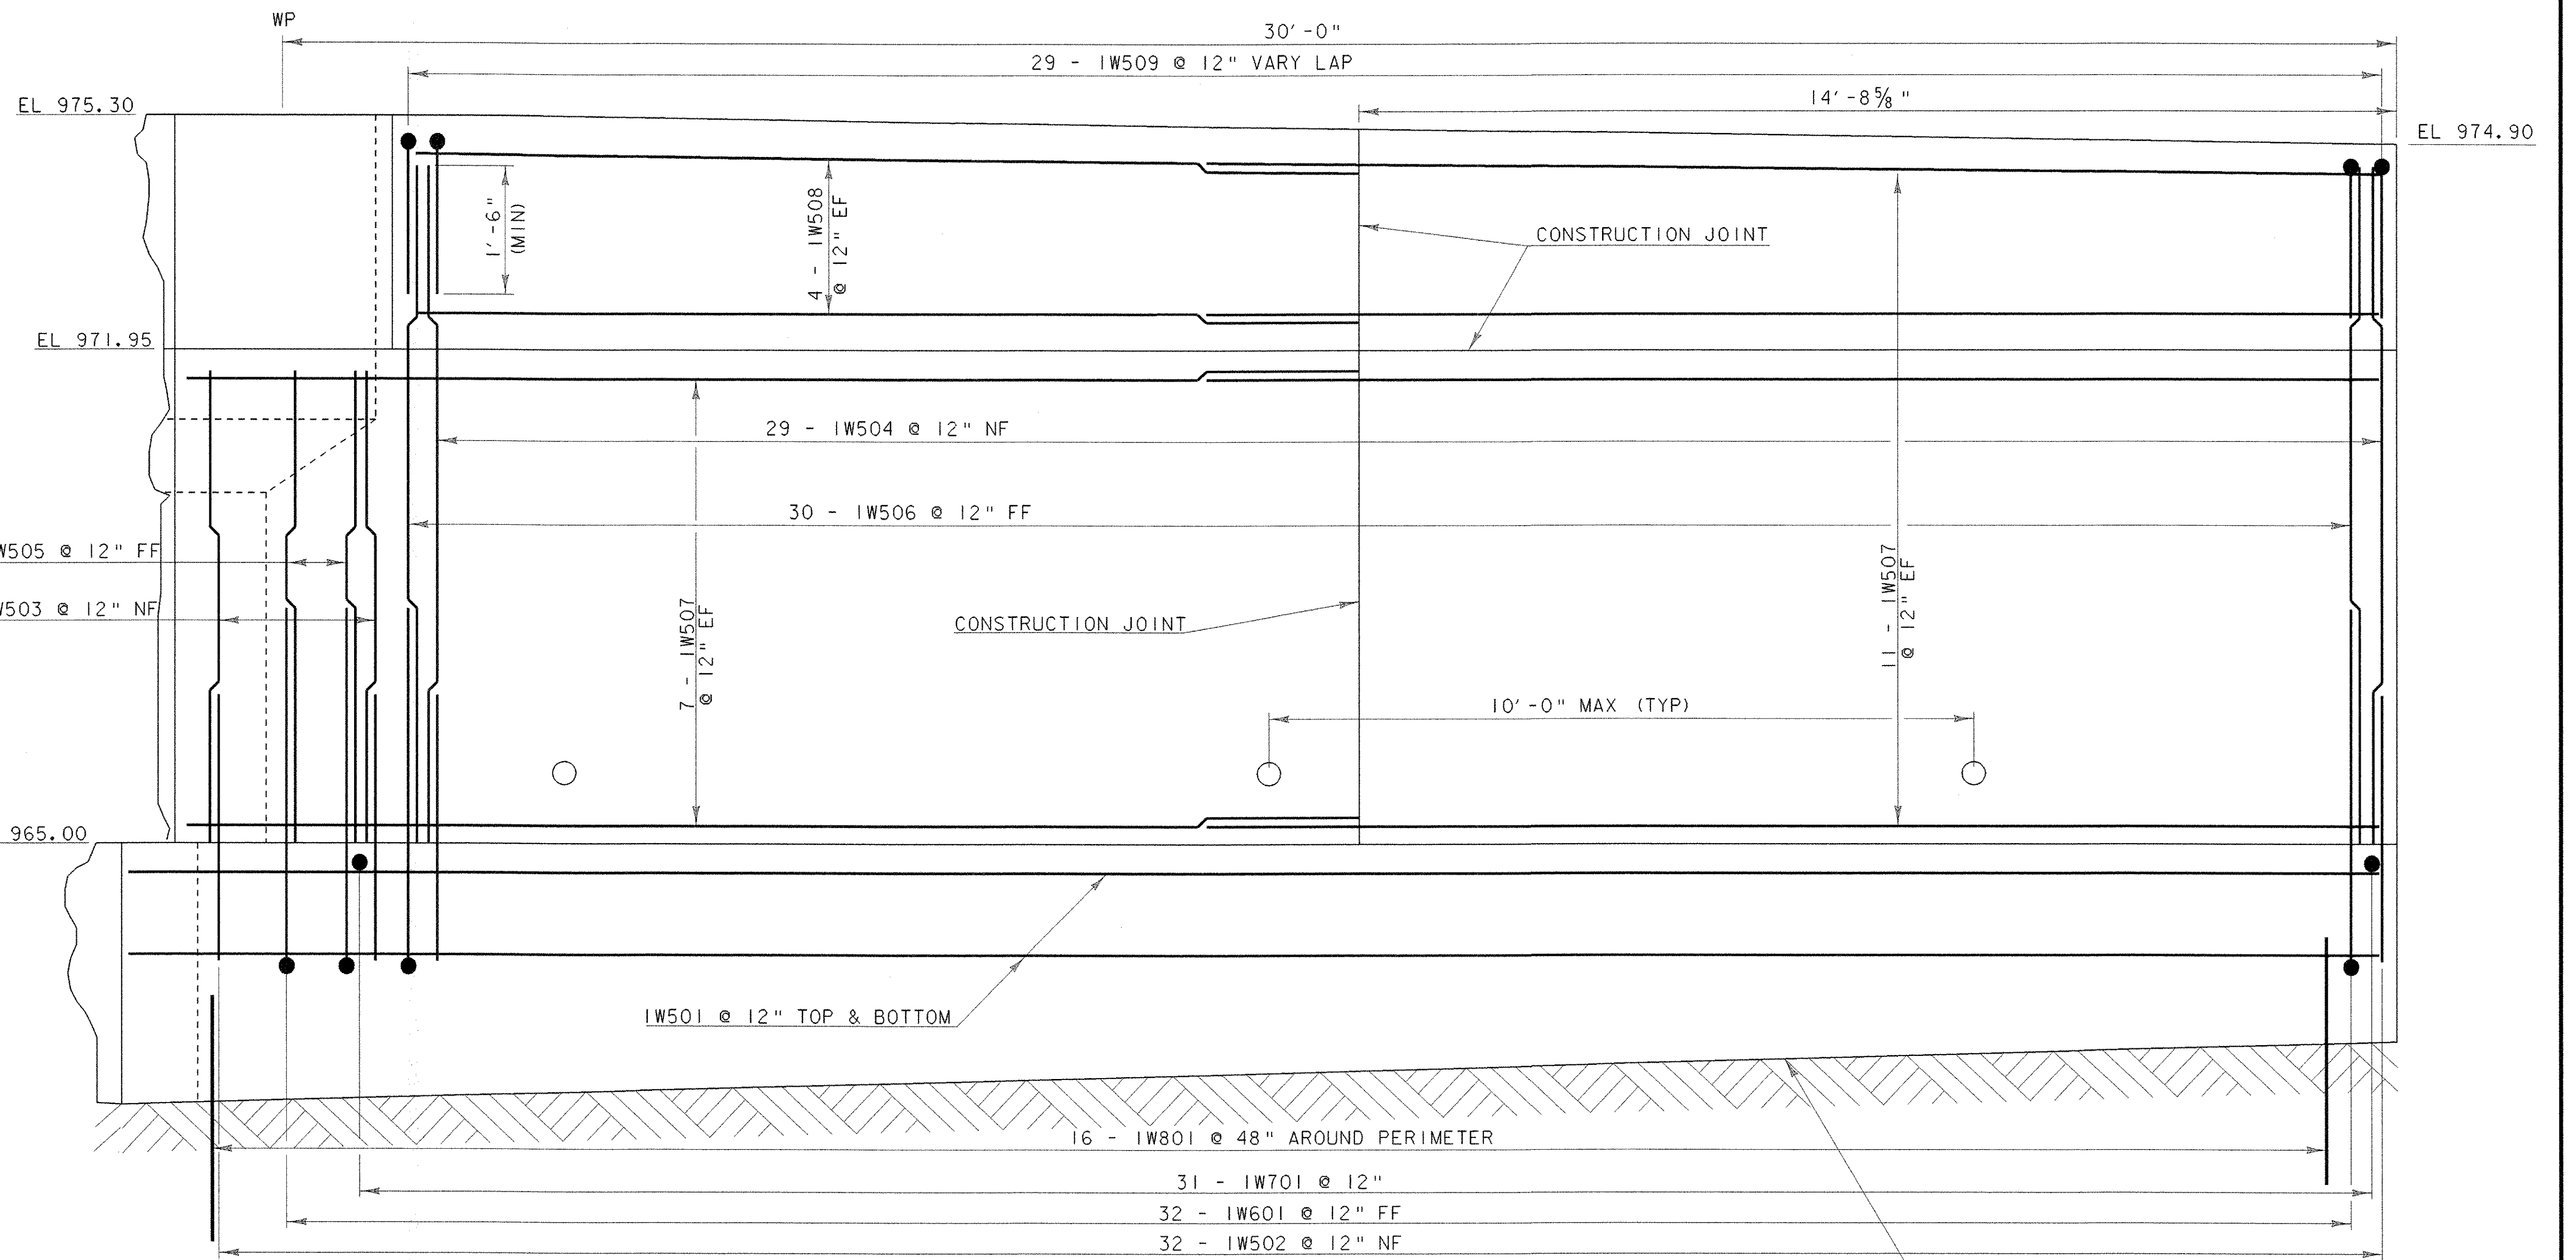 WP
30'-0"
29 - 1W509 @ 12" VARY LAP
EL 975.30
14'-8⅝"
EL 974.90
1'-6"
(MIN)
4 - 1W508
@ 12" EF
CONSTRUCTION JOINT
EL 971.95
29 - 1W504 @ 12" NF
30 - 1W506 @ 12" FF
W505 @ 12" FF
W503 @ 12" NF
7 - 1W507
@ 12" EF
CONSTRUCTION JOINT
11 - 1W507
@ 12" EF
10'-0" MAX (TYP)
965.00
1W501 @ 12" TOP & BOTTOM
16 - 1W801 @ 48" AROUND PERIMETER
31 - 1W701 @ 12"
32 - 1W601 @ 12" FF
32 - 1W502 @ 12" NF